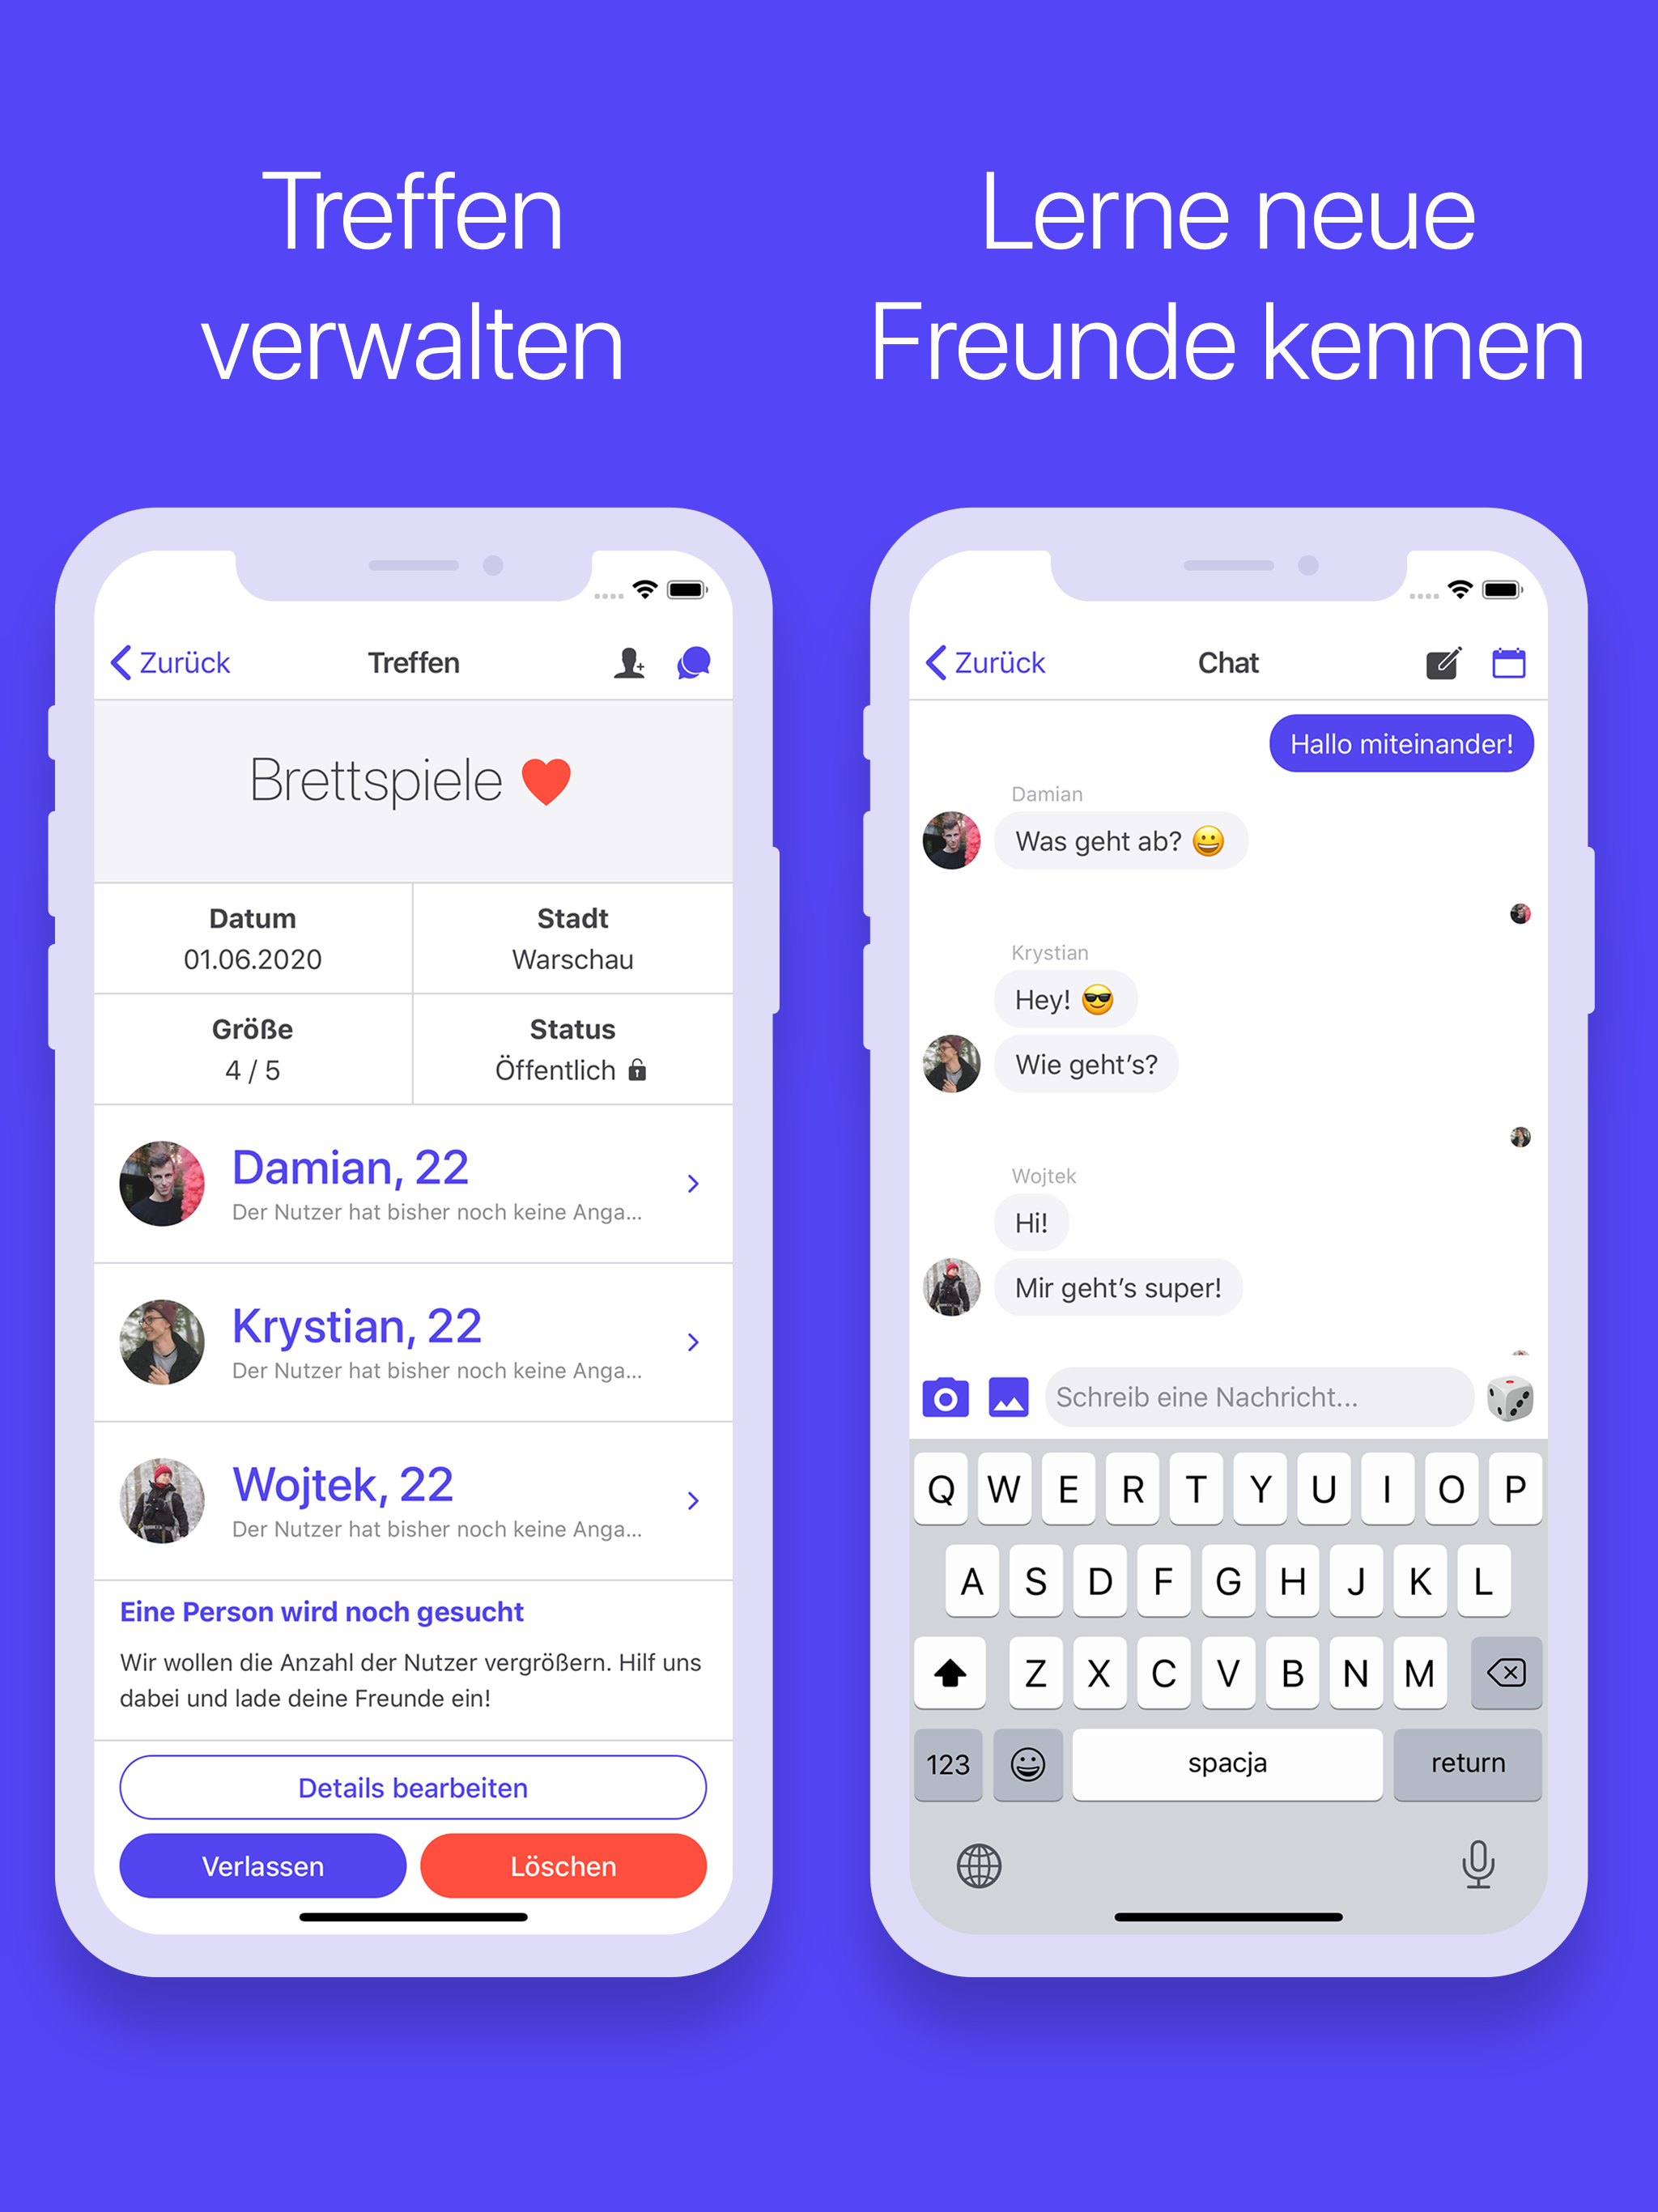 Treffen
verwalten
Lerne neue
Freunde kennen
Zurück
Treffen
Brettspiele ❤️
Datum
01.06.2020
Stadt
Warschau
Größe
4 / 5
Status
Öffentlich
Damian, 22
Der Nutzer hat bisher noch keine Anga...
Krystian, 22
Der Nutzer hat bisher noch keine Anga...
Wojtek, 22
Der Nutzer hat bisher noch keine Anga...
Eine Person wird noch gesucht
Wir wollen die Anzahl der Nutzer vergrößern. Hilf uns
dabei und lade deine Freunde ein!
Details bearbeiten
Verlassen
Löschen
Zurück
Chat
Hallo miteinander!
Damian
Was geht ab? 😀
Krystian
Hey! 😎
Wie geht’s?
Wojtek
Hi!
Mir geht’s super!
Schreib eine Nachricht...
Q W E R T Y U I O P
A S D F G H J K L
Z X C V B N M
123 spacja return